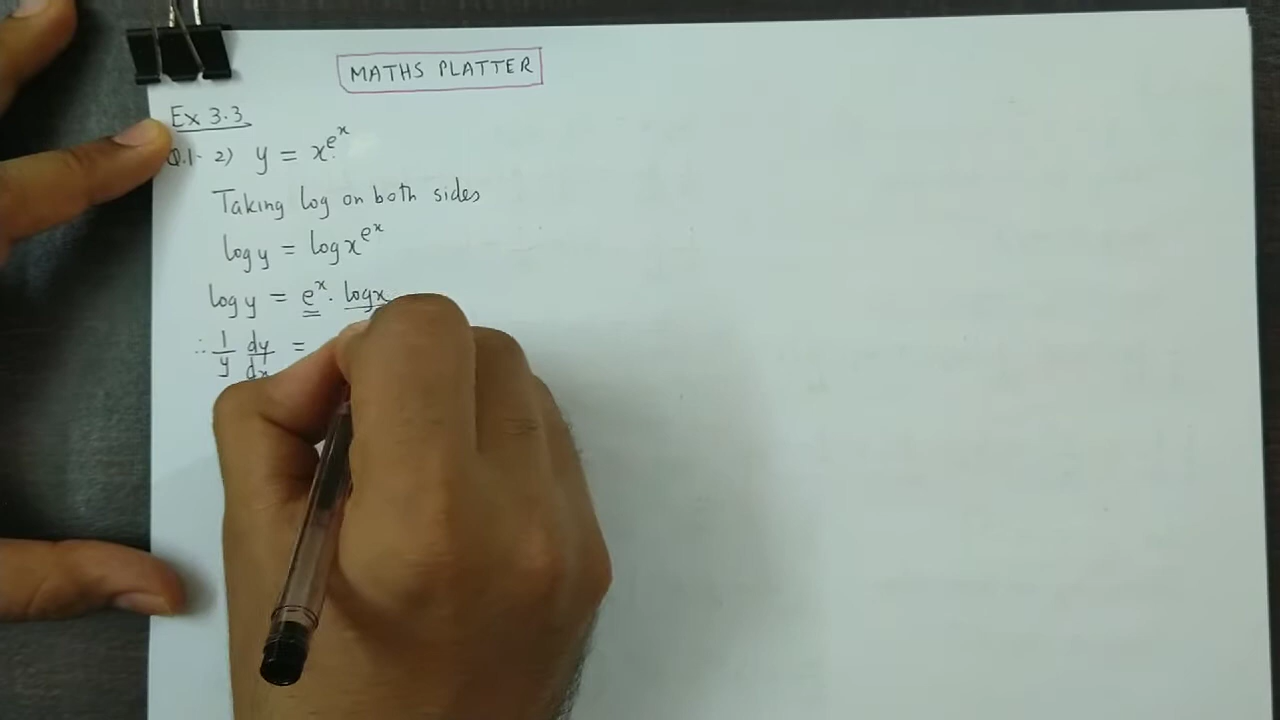 MATHS PLATTER
Ex 3.3
Q.1- 2) y = x^{e^x}
Taking log on both sides
log y = log x^{e^x}
log y = e^x . log x
∴ 1/y dy/dx =